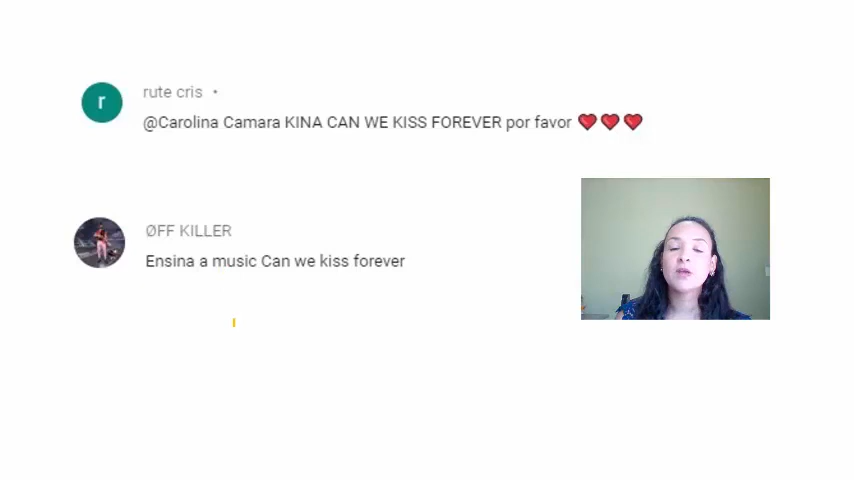 r
rute cris •
@Carolina Camara KINA CAN WE KISS FOREVER por favor ❤❤❤
ØFF KILLER
Ensina a music Can we kiss forever